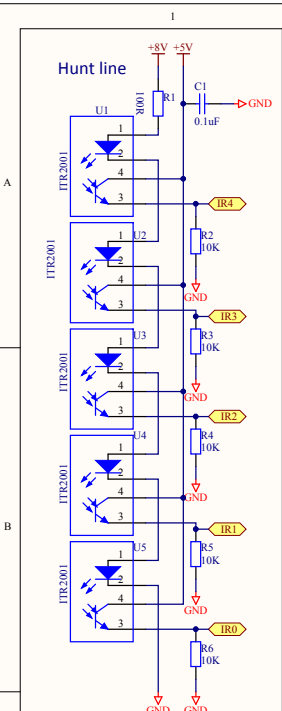 1
+8V +5V
Hunt line
R1
100R
C1
0.1uF
GND
U1
A
ITR2001
1
2
4
3
IR4
R2
10K
GND
U2
ITR2001
1
2
4
3
IR3
R3
10K
GND
U3
ITR2001
1
2
4
3
IR2
R4
10K
GND
U4
ITR2001
1
2
4
3
B
IR1
R5
10K
GND
U5
ITR2001
1
2
4
3
IR0
R6
10K
GND GND